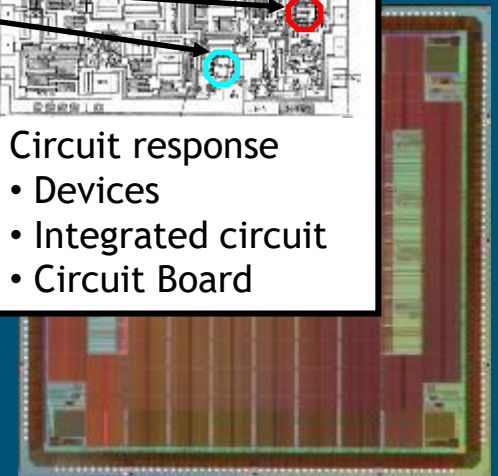 Circuit response
• Devices
• Integrated circuit
• Circuit Board